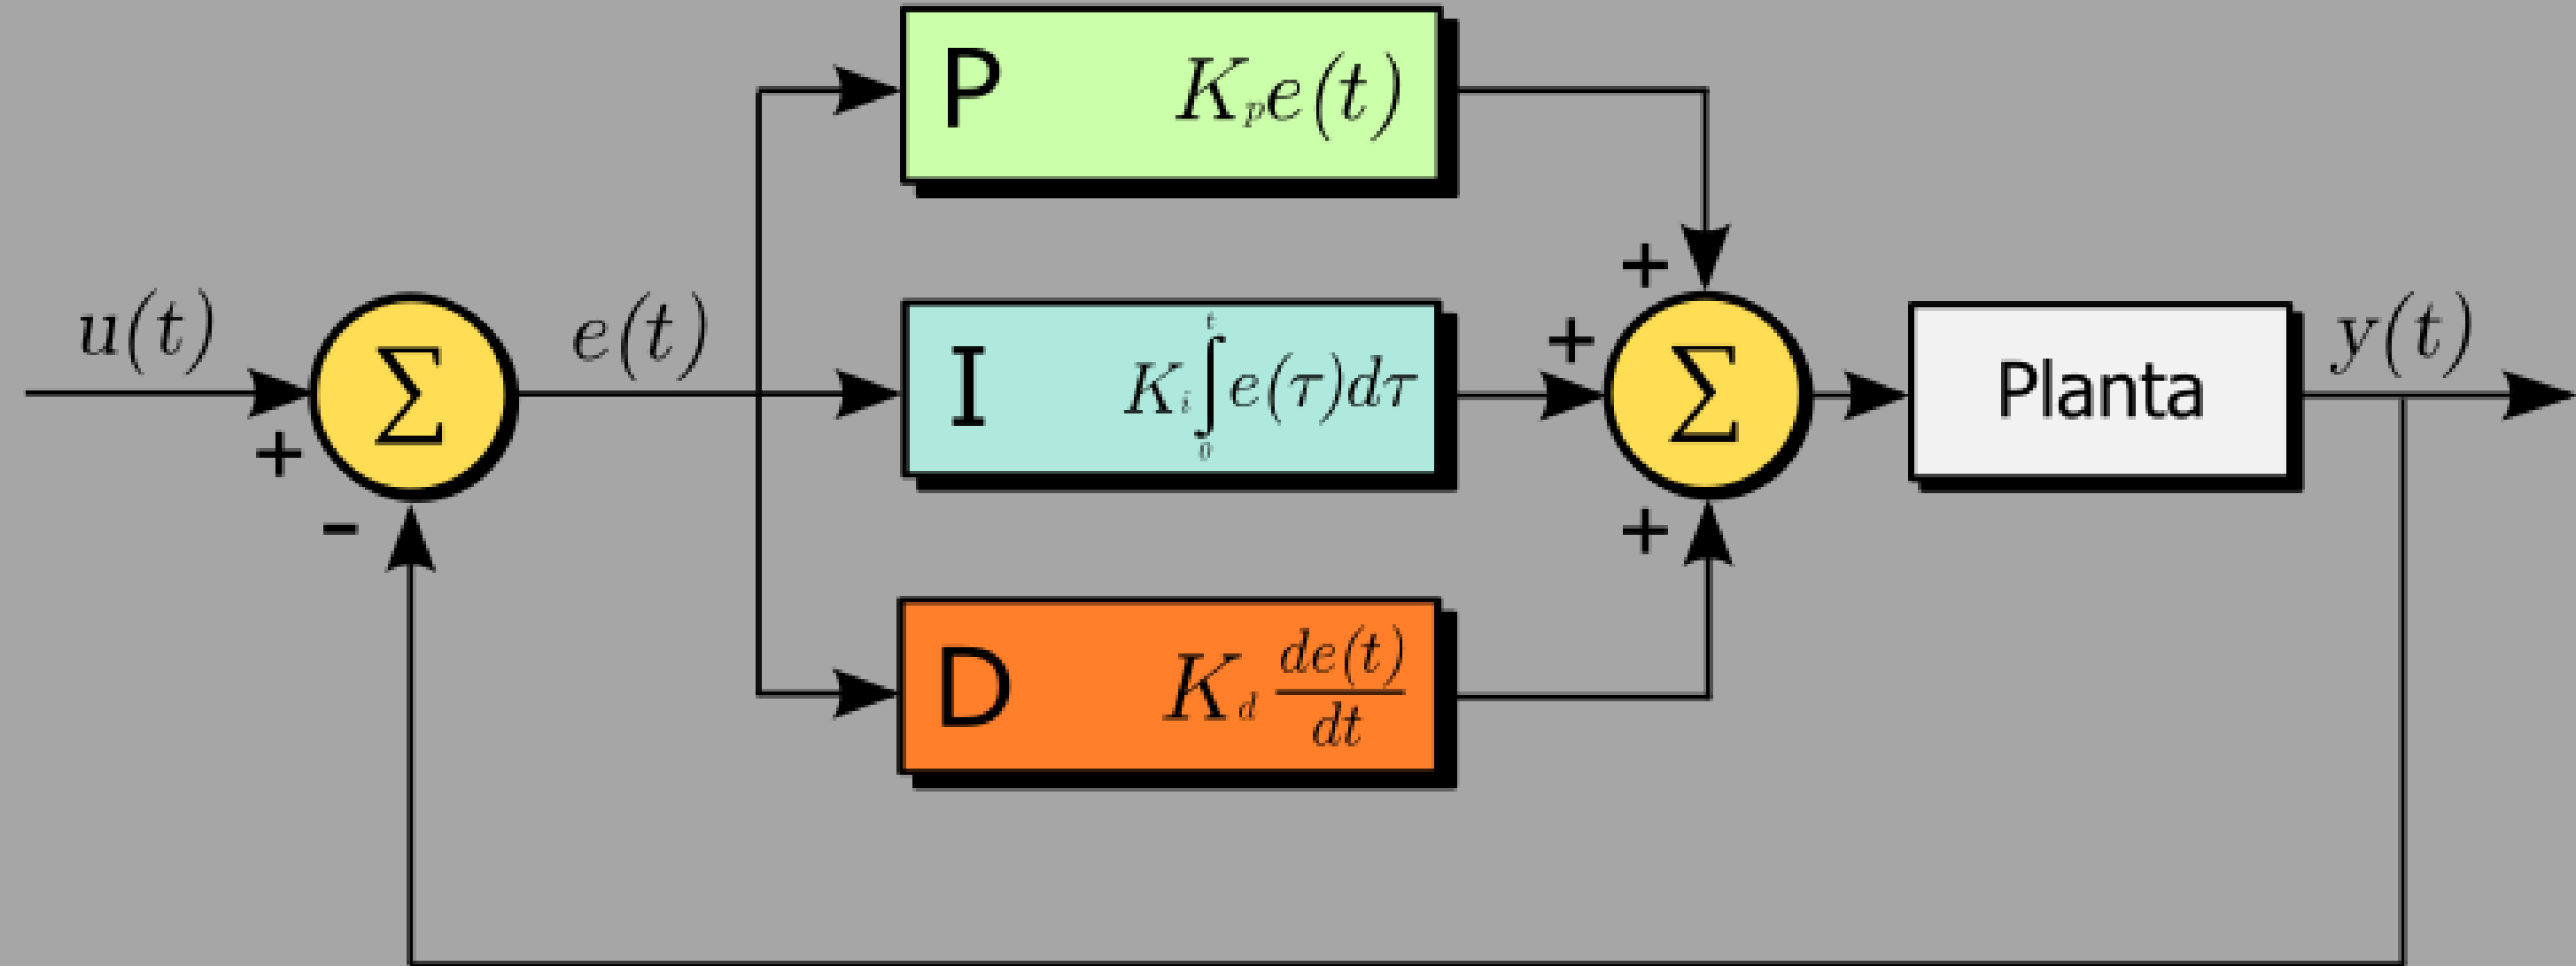 P K_p e(t)
+
u(t) Σ e(t) I K_i ∫_0^t e(τ)dτ + Σ Planta y(t)
+
-
+
D K_d de(t)/dt